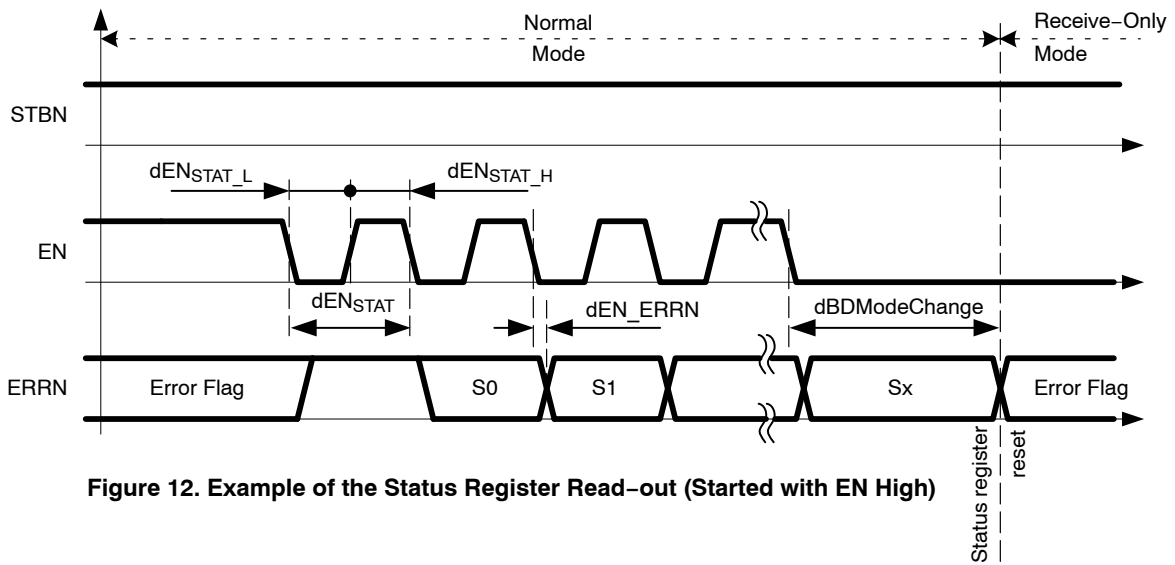 Normal
Mode
Receive–Only
Mode
STBN
dENSTAT_L
dENSTAT_H
EN
dENSTAT
dEN_ERRN
dBDModeChange
ERRN
Error Flag
S0
S1
Sx
Error Flag
Status register
reset
Figure 12. Example of the Status Register Read–out (Started with EN High)